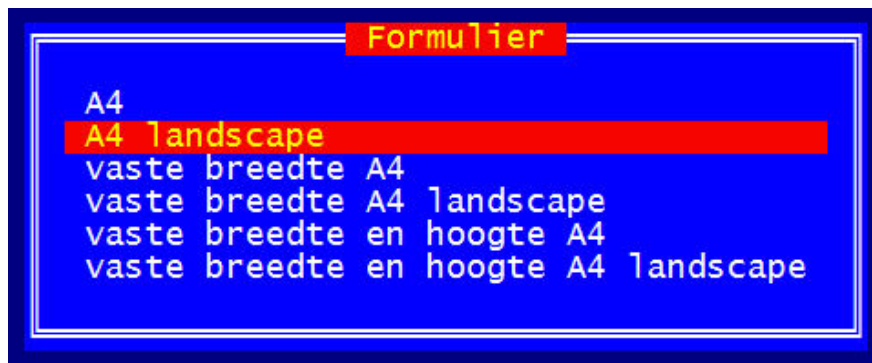 Formulier
A4
A4 landscape
vaste breedte A4
vaste breedte A4 landscape
vaste breedte en hoogte A4
vaste breedte en hoogte A4 landscape